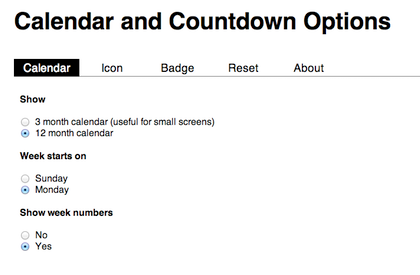 Calendar and Countdown Options
Calendar Icon Badge Reset About
Show
3 month calendar (useful for small screens)
12 month calendar
Week starts on
Sunday
Monday
Show week numbers
No
Yes